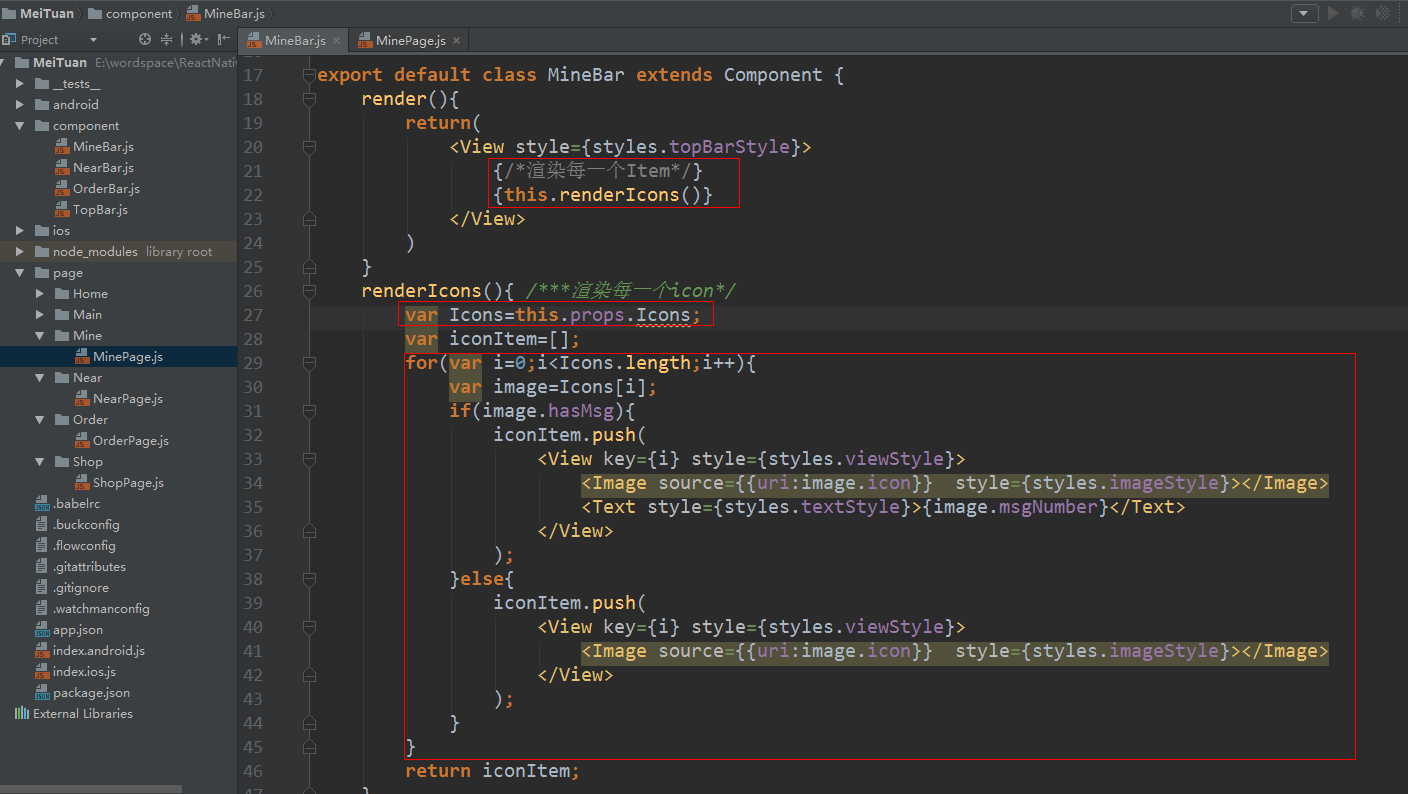 MeiTuan component MineBar.js
Project
MineBar.js MinePage.js
MeiTuan E:\wordspace\ReactNativ
__tests__
android
component
MineBar.js
NearBar.js
OrderBar.js
TopBar.js
ios
node_modules library root
page
Home
Main
Mine
MinePage.js
Near
NearPage.js
Order
OrderPage.js
Shop
ShopPage.js
.babelrc
.buckconfig
.flowconfig
.gitattributes
.gitignore
.watchmanconfig
app.json
index.android.js
index.ios.js
package.json
External Libraries
17 export default class MineBar extends Component {
18 render(){
19 return(
20 <View style={styles.topBarStyle}>
21 {/*渲染每一个Item*/}
22 {this.renderIcons()}
23 </View>
24 )
25 }
26 renderIcons(){ /***渲染每一个icon*/
27 var Icons=this.props.Icons;
28 var iconItem=[];
29 for(var i=0;i<Icons.length;i++){
30 var image=Icons[i];
31 if(image.hasMsg){
32 iconItem.push(
33 <View key={i} style={styles.viewStyle}>
34 <Image source={{uri:image.icon}}  style={styles.imageStyle}></Image>
35 <Text style={styles.textStyle}>{image.msgNumber}</Text>
36 </View>
37 );
38 }else{
39 iconItem.push(
40 <View key={i} style={styles.viewStyle}>
41 <Image source={{uri:image.icon}}  style={styles.imageStyle}></Image>
42 </View>
43 );
44 }
45 }
46 return iconItem;